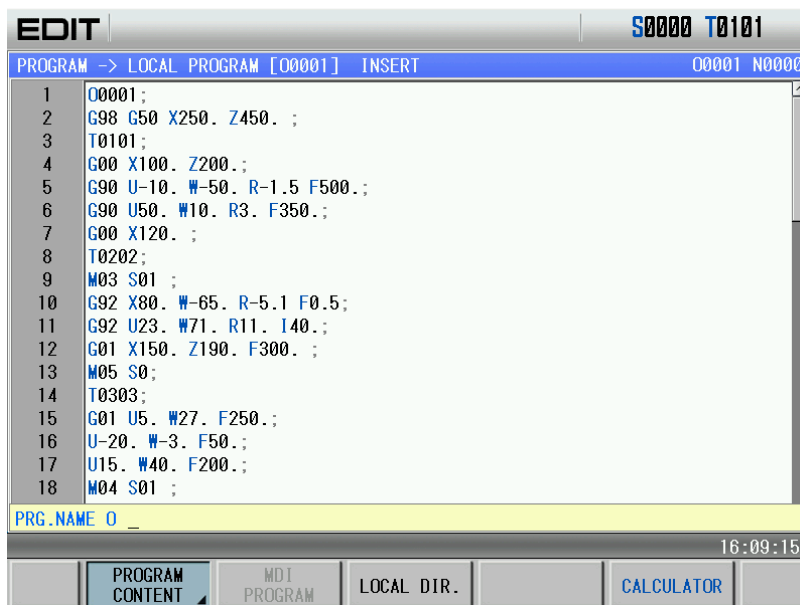 EDIT S0000 T0101
PROGRAM -> LOCAL PROGRAM [O0001] INSERT O0001 N0000
1 O0001;
2 G98 G50 X250. Z450. ;
3 T0101;
4 G00 X100. Z200.;
5 G90 U-10. W-50. R-1.5 F500.;
6 G90 U50. W10. R3. F350.;
7 G00 X120. ;
8 T0202;
9 M03 S01 ;
10 G92 X80. W-65. R-5.1 F0.5;
11 G92 U23. W71. R11. I40.;
12 G01 X150. Z190. F300. ;
13 M05 S0;
14 T0303;
15 G01 U5. W27. F250.;
16 U-20. W-3. F50.;
17 U15. W40. F200.;
18 M04 S01 ;
PRG.NAME O _
16:09:15
PROGRAM CONTENT
MDI PROGRAM
LOCAL DIR.
CALCULATOR